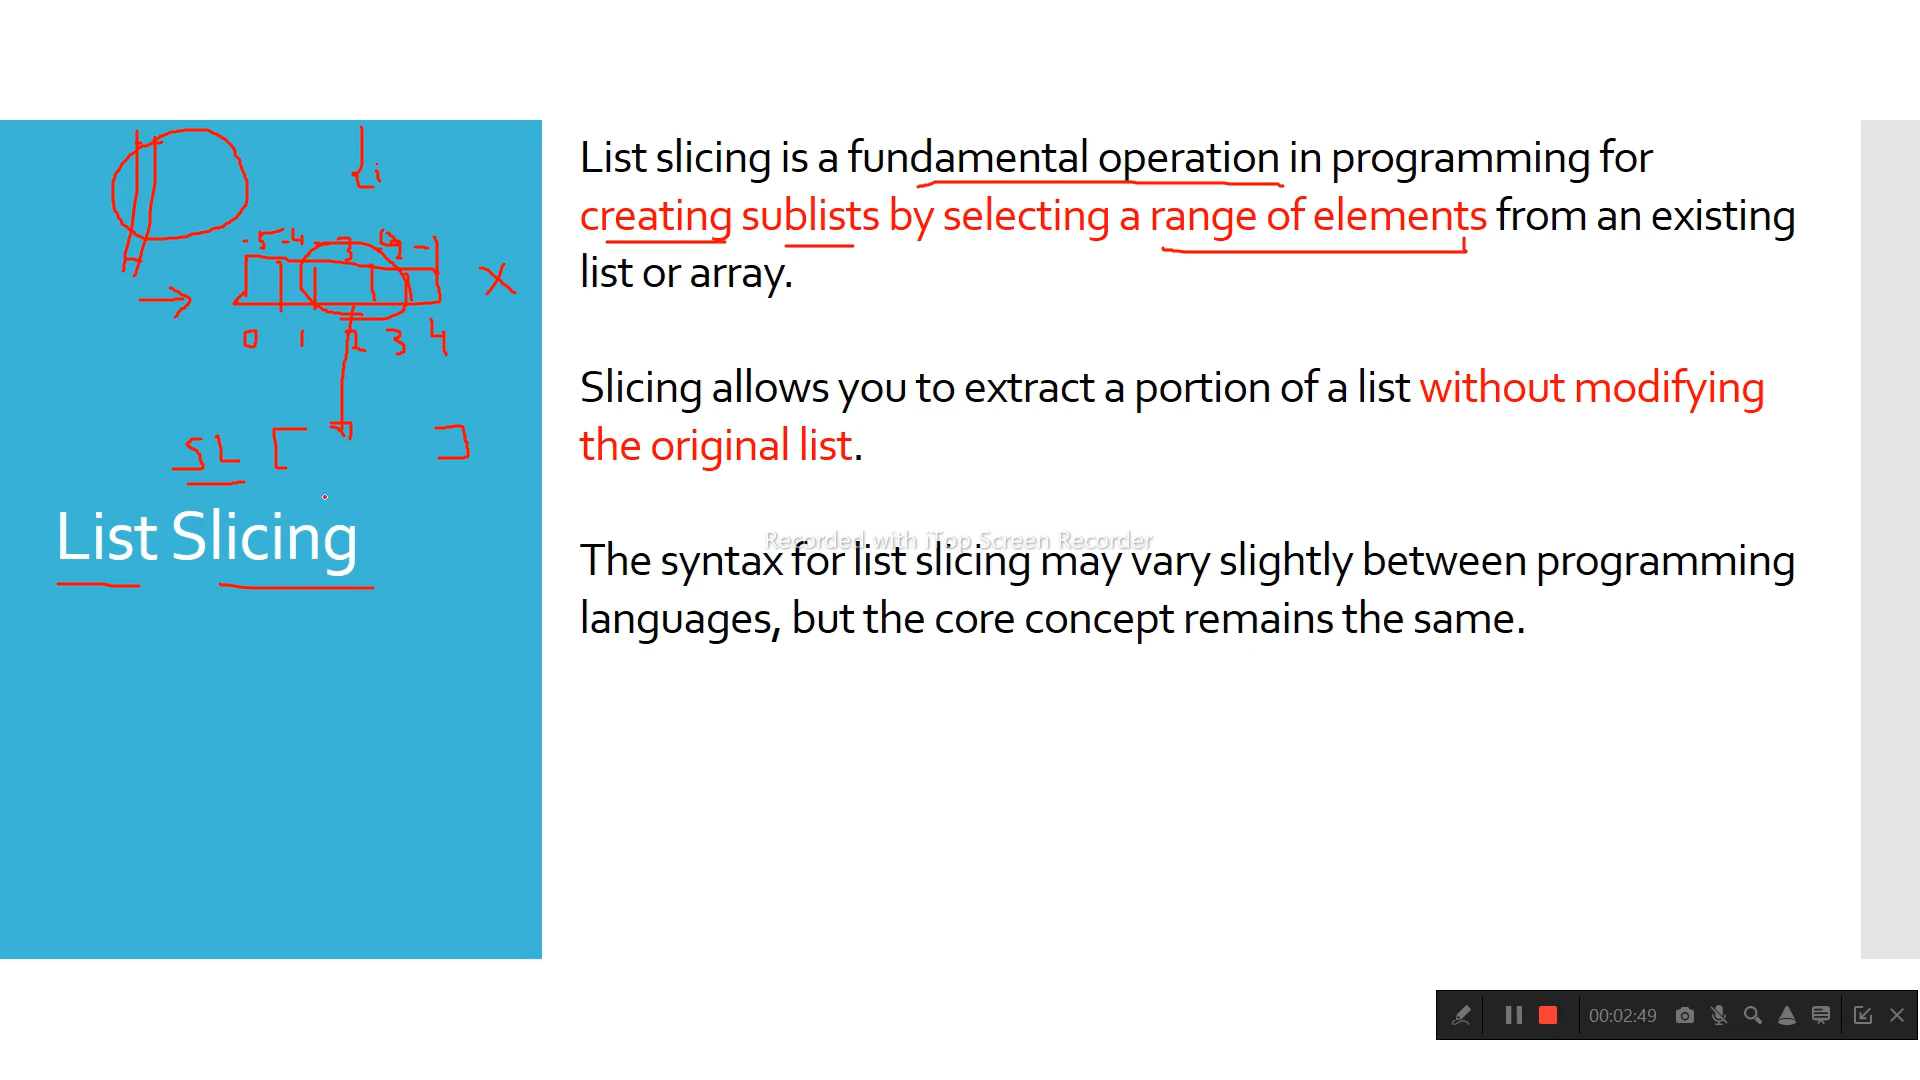 Li
-5 -4 -3 -2 -1
X
0 1 2 3 4
SL [ ]
List Slicing
List slicing is a fundamental operation in programming for
creating sublists by selecting a range of elements from an existing
list or array.
Slicing allows you to extract a portion of a list without modifying
the original list.
Recorded with iTop Screen Recorder
The syntax for list slicing may vary slightly between programming
languages, but the core concept remains the same.
00:02:49